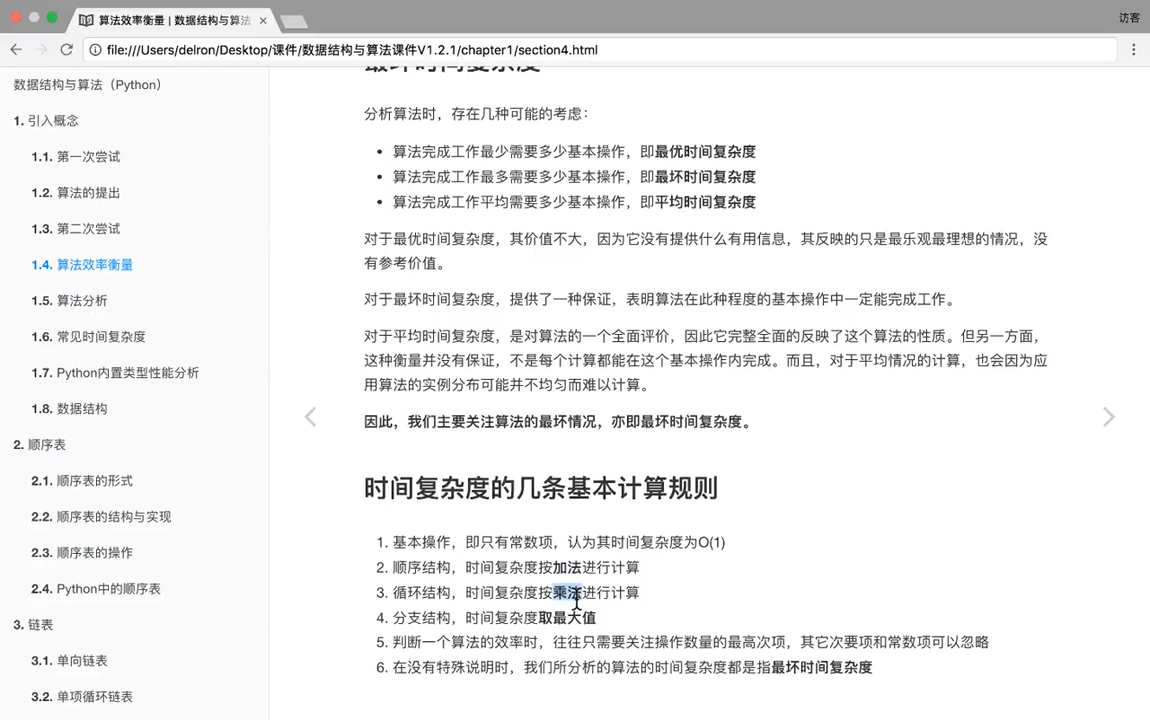 算法效率衡量 | 数据结构与算法
访客
file:///Users/delron/Desktop/课件/数据结构与算法课件V1.2.1/chapter1/section4.html
数据结构与算法（Python）
1. 引入概念
1.1. 第一次尝试
1.2. 算法的提出
1.3. 第二次尝试
1.4. 算法效率衡量
1.5. 算法分析
1.6. 常见时间复杂度
1.7. Python内置类型性能分析
1.8. 数据结构
2. 顺序表
2.1. 顺序表的形式
2.2. 顺序表的结构与实现
2.3. 顺序表的操作
2.4. Python中的顺序表
3. 链表
3.1. 单向链表
3.2. 单项循环链表
最坏时间复杂度
分析算法时，存在几种可能的考虑：
• 算法完成工作最少需要多少基本操作，即最优时间复杂度
• 算法完成工作最多需要多少基本操作，即最坏时间复杂度
• 算法完成工作平均需要多少基本操作，即平均时间复杂度
对于最优时间复杂度，其价值不大，因为它没有提供什么有用信息，其反映的只是最乐观最理想的情况，没
有参考价值。
对于最坏时间复杂度，提供了一种保证，表明算法在此种程度的基本操作中一定能完成工作。
对于平均时间复杂度，是对算法的一个全面评价，因此它完整全面的反映了这个算法的性质。但另一方面，
这种衡量并没有保证，不是每个计算都能在这个基本操作内完成。而且，对于平均情况的计算，也会因为应
用算法的实例分布可能并不均匀而难以计算。
因此，我们主要关注算法的最坏情况，亦即最坏时间复杂度。
时间复杂度的几条基本计算规则
1. 基本操作，即只有常数项，认为其时间复杂度为O(1)
2. 顺序结构，时间复杂度按加法进行计算
3. 循环结构，时间复杂度按乘法进行计算
4. 分支结构，时间复杂度取最大值
5. 判断一个算法的效率时，往往只需要关注操作数量的最高次项，其它次要项和常数项可以忽略
6. 在没有特殊说明时，我们所分析的算法的时间复杂度都是指最坏时间复杂度